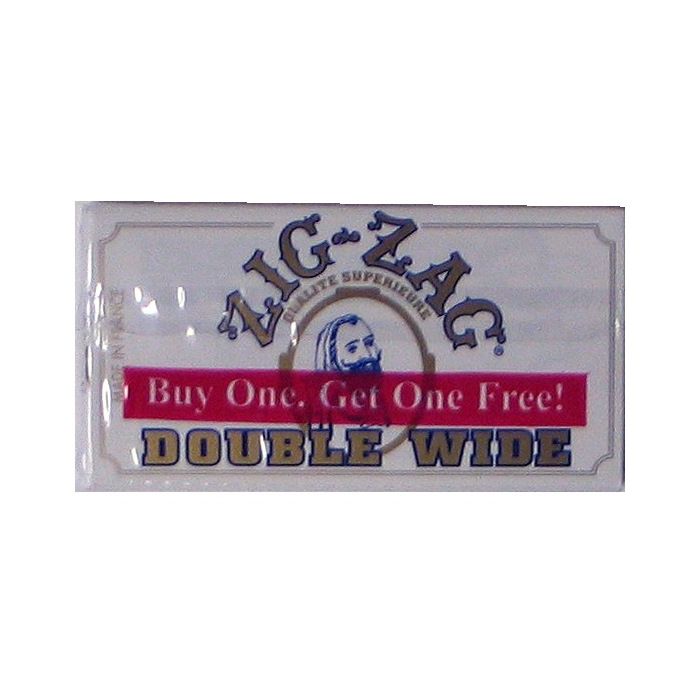 ZIG-ZAG
QUALITE SUPERIEURE
MADE IN FRANCE
Buy One. Get One Free!
DOUBLE WIDE